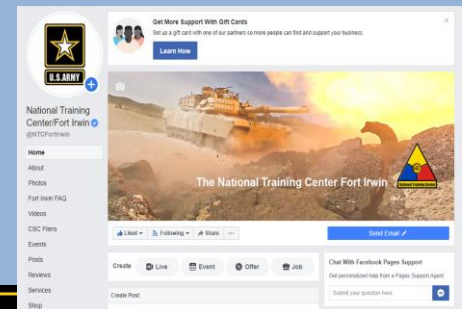 Get More Support With Gift Cards
Set up a gift card with one of our partners so more people can find and support your business.
Learn How
U.S.ARMY
National Training
Center/Fort Irwin
@NTCFortIrwin
Home
About
Photos
Fort Irwin FAQ
Videos
CSC Fliers
Events
Posts
Reviews
Services
Shop
The National Training Center Fort Irwin
National Training Center
Liked
Following
Share
Send Email
Create
Live
Event
Offer
Job
Create Post
Chat With Facebook Pages Support
Get personalized help from a Pages Support Agent
Submit your question here